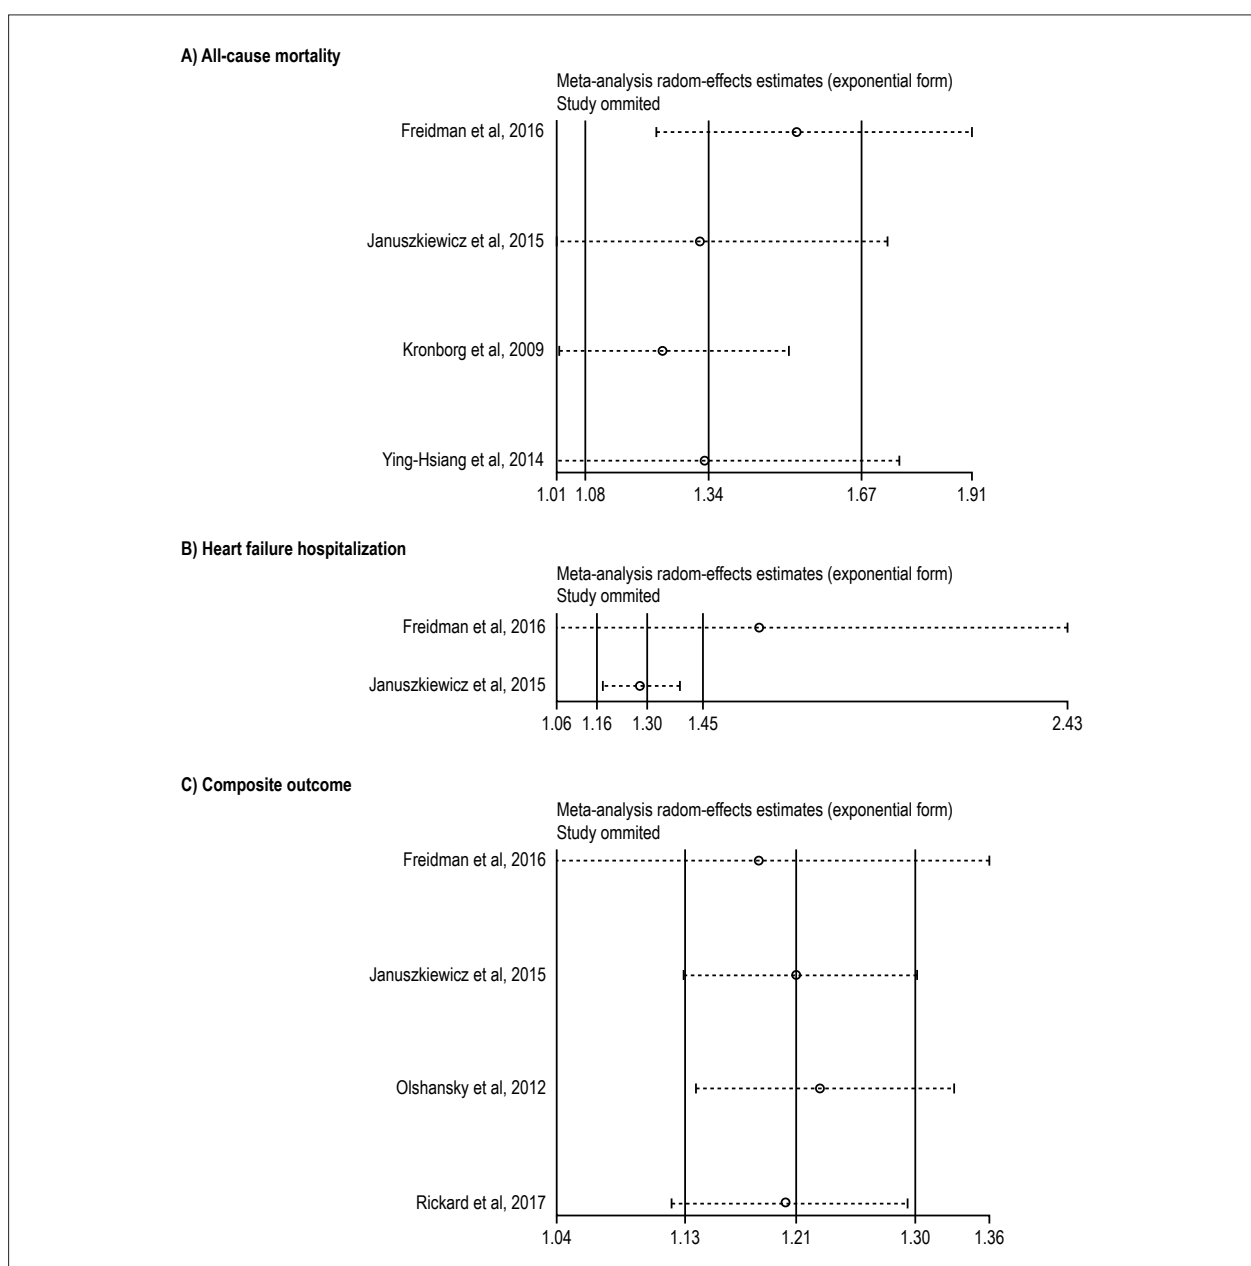 A) All-cause mortality
Meta-analysis radom-effects estimates (exponential form)
Study ommited
Freidman et al, 2016
Januszkiewicz et al, 2015
Kronborg et al, 2009
Ying-Hsiang et al, 2014
1.01 1.08 1.34 1.67 1.91
B) Heart failure hospitalization
Meta-analysis radom-effects estimates (exponential form)
Study ommited
Freidman et al, 2016
Januszkiewicz et al, 2015
1.06 1.16 1.30 1.45 2.43
C) Composite outcome
Meta-analysis radom-effects estimates (exponential form)
Study ommited
Freidman et al, 2016
Januszkiewicz et al, 2015
Olshansky et al, 2012
Rickard et al, 2017
1.04 1.13 1.21 1.30 1.36